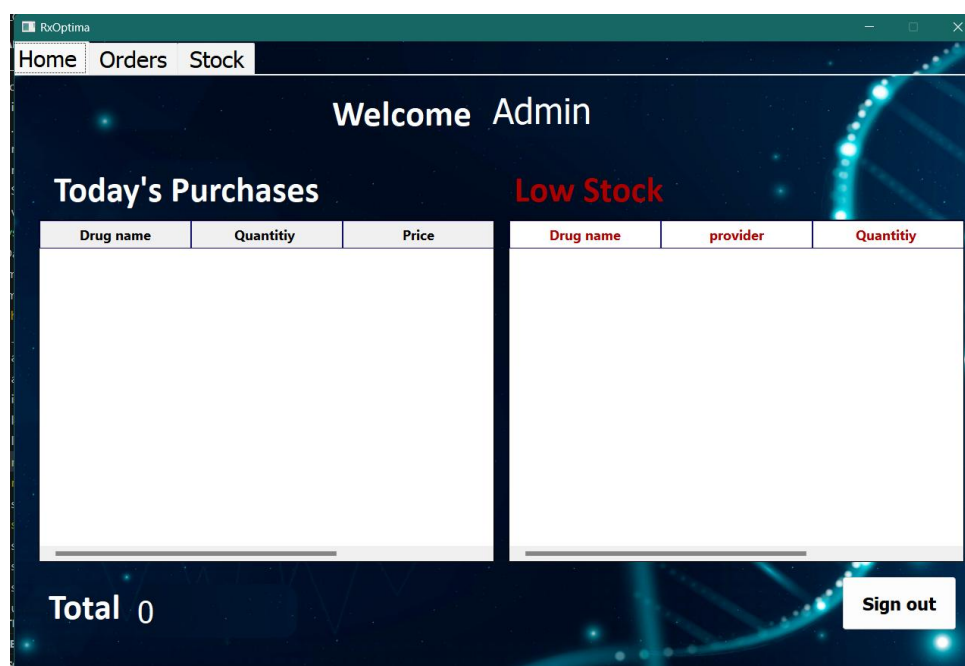 RxOptima
Home Orders Stock
Welcome Admin
Today's Purchases
Low Stock
Drug name Quantitiy Price
Drug name provider Quantitiy
Total 0
Sign out